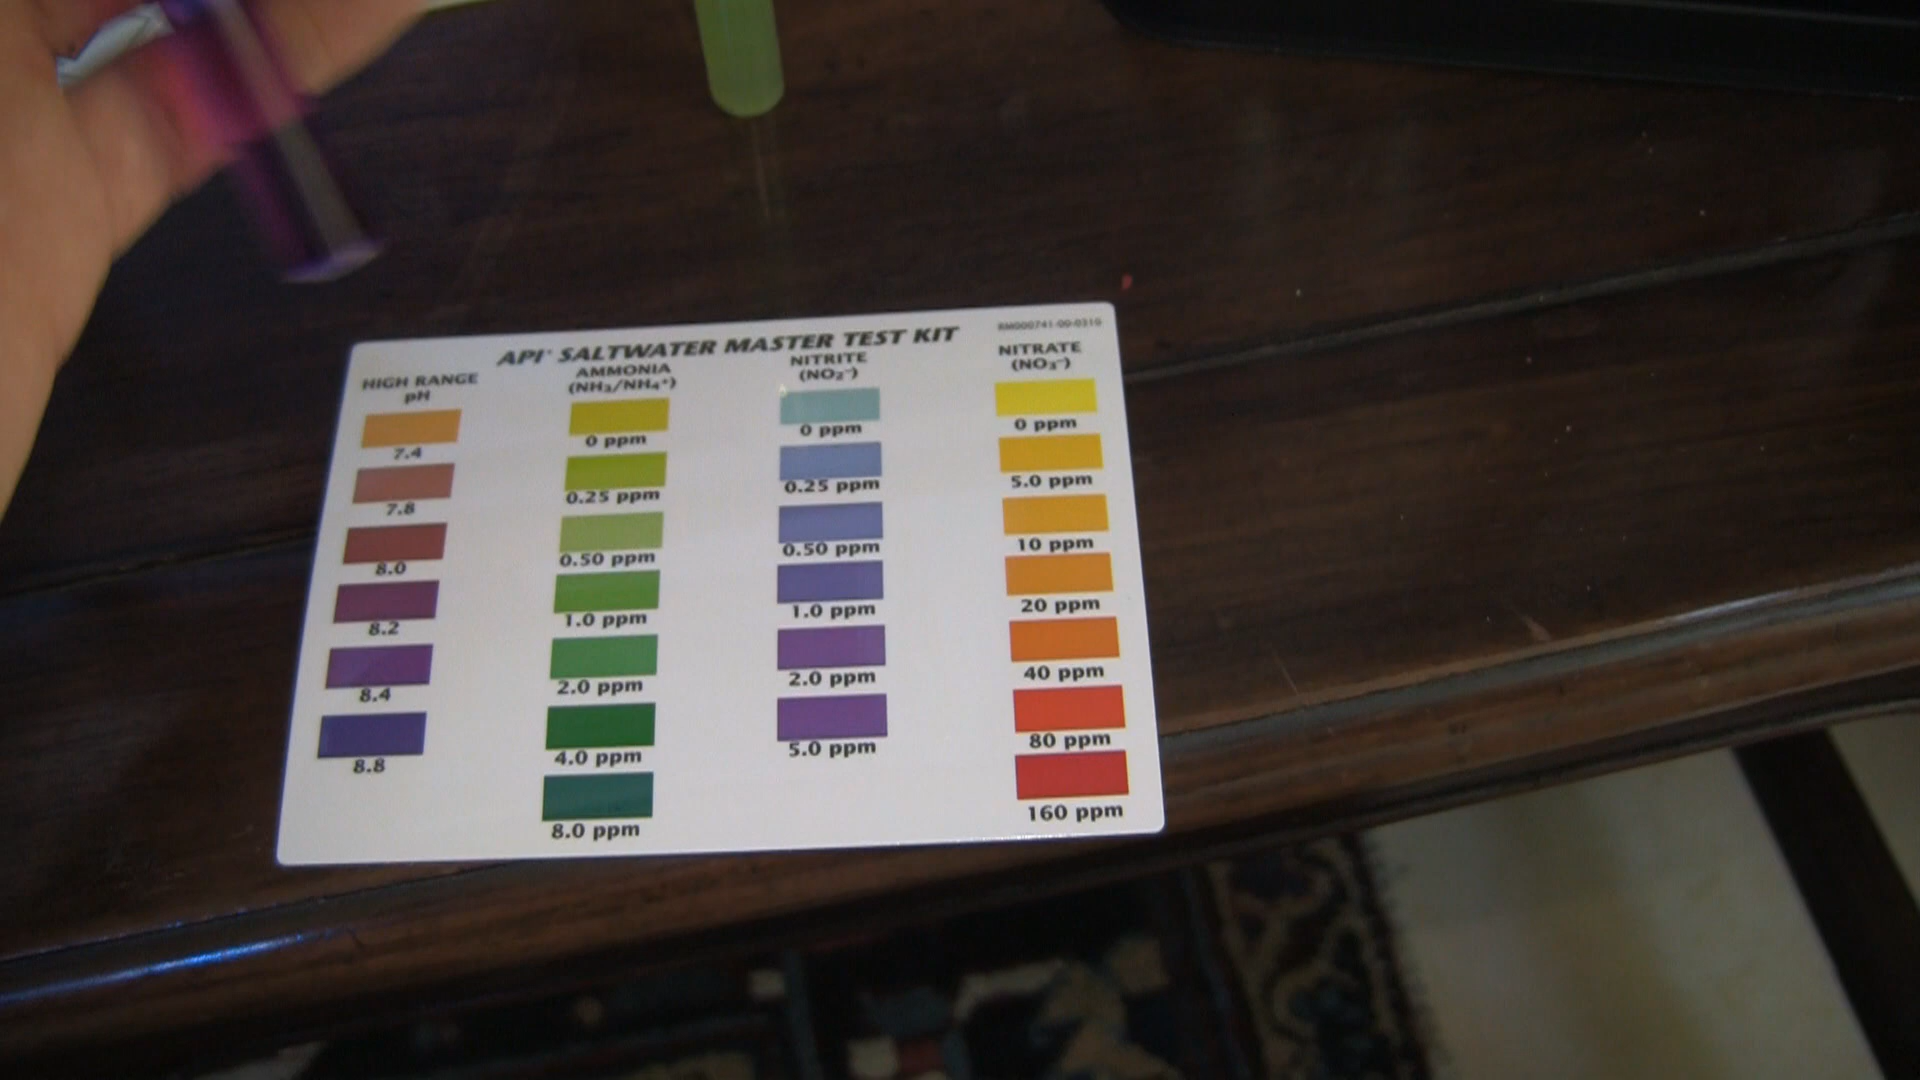 API® SALTWATER MASTER TEST KIT
RM000741-00-0310
HIGH RANGE
pH
7.4
7.8
8.0
8.2
8.4
8.8
AMMONIA
(NH₃/NH₄⁺)
0 ppm
0.25 ppm
0.50 ppm
1.0 ppm
2.0 ppm
4.0 ppm
8.0 ppm
NITRITE
(NO₂⁻)
0 ppm
0.25 ppm
0.50 ppm
1.0 ppm
2.0 ppm
5.0 ppm
NITRATE
(NO₃⁻)
0 ppm
5.0 ppm
10 ppm
20 ppm
40 ppm
80 ppm
160 ppm